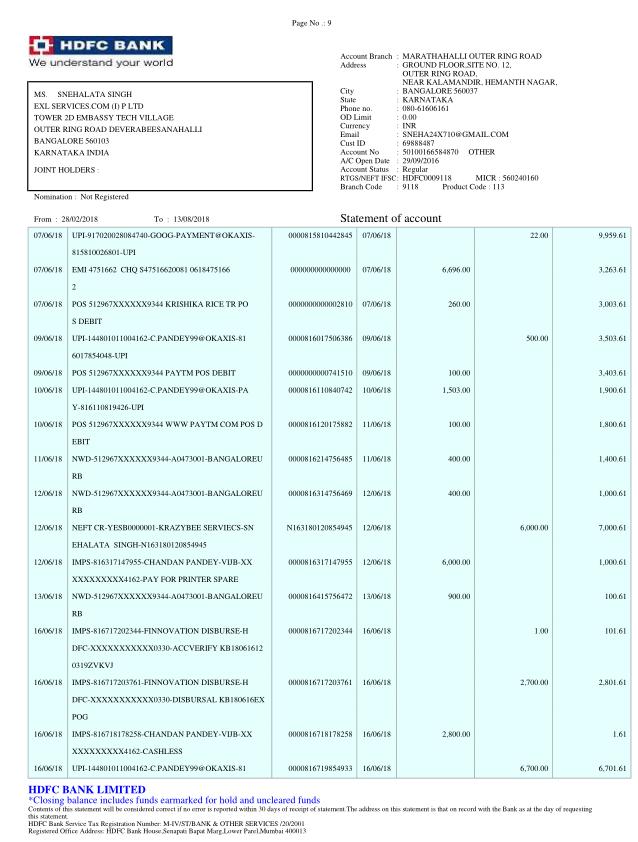 Page No .: 9
HDFC BANK
We understand your world
Account Branch : MARATHAHALLI OUTER RING ROAD
Address : GROUND FLOOR,SITE NO. 12,
OUTER RING ROAD,
NEAR KALAMANDIR, HEMANTH NAGAR,
City : BANGALORE 560037
State : KARNATAKA
Phone no. : 080-61606161
OD Limit : 0.00
Currency : INR
Email : SNEHA24X710@GMAIL.COM
Cust ID : 69888487
Account No : 50100166584870 OTHER
A/C Open Date : 29/09/2016
Account Status : Regular
RTGS/NEFT IFSC: HDFC0009118 MICR : 560240160
Branch Code : 9118 Product Code : 113
MS. SNEHALATA SINGH
EXL SERVICES.COM (I) P LTD
TOWER 2D EMBASSY TECH VILLAGE
OUTER RING ROAD DEVERABEESANAHALLI
BANGALORE 560103
KARNATAKA INDIA
JOINT HOLDERS :
Nomination : Not Registered
From : 28/02/2018 To : 13/08/2018 Statement of account
07/06/18 UPI-917020028084740-GOOG-PAYMENT@OKAXIS- 0000815810442845 07/06/18 22.00 9,959.61
815810026801-UPI
07/06/18 EMI 4751662 CHQ S47516620081 0618475166 000000000000000 07/06/18 6,696.00 3,263.61
2
07/06/18 POS 512967XXXXXX9344 KRISHIKA RICE TR PO 0000000000002810 07/06/18 260.00 3,003.61
S DEBIT
09/06/18 UPI-144801011004162-C.PANDEY99@OKAXIS-81 0000816017506386 09/06/18 500.00 3,503.61
6017854048-UPI
09/06/18 POS 512967XXXXXX9344 PAYTM POS DEBIT 0000000000741510 09/06/18 100.00 3,403.61
10/06/18 UPI-144801011004162-C.PANDEY99@OKAXIS-PA 0000816110840742 10/06/18 1,503.00 1,900.61
Y-816110819426-UPI
10/06/18 POS 512967XXXXXX9344 WWW PAYTM COM POS D 0000816120175882 11/06/18 100.00 1,800.61
EBIT
11/06/18 NWD-512967XXXXXX9344-A0473001-BANGALOREU 0000816214756485 11/06/18 400.00 1,400.61
RB
12/06/18 NWD-512967XXXXXX9344-A0473001-BANGALOREU 0000816314756469 12/06/18 400.00 1,000.61
RB
12/06/18 NEFT CR-YESB0000001-KRAZYBEE SERVIECS-SN N163180120854945 12/06/18 6,000.00 7,000.61
EHALATA SINGH-N163180120854945
12/06/18 IMPS-816317147955-CHANDAN PANDEY-VIJB-XX 0000816317147955 12/06/18 6,000.00 1,000.61
XXXXXXXXX4162-PAY FOR PRINTER SPARE
13/06/18 NWD-512967XXXXXX9344-A0473001-BANGALOREU 0000816415756472 13/06/18 900.00 100.61
RB
16/06/18 IMPS-816717202344-FINNOVATION DISBURSE-H 0000816717202344 16/06/18 1.00 101.61
DFC-XXXXXXXXXXX0330-ACCVERIFY KB18061612
0319ZVKVJ
16/06/18 IMPS-816717203761-FINNOVATION DISBURSE-H 0000816717203761 16/06/18 2,700.00 2,801.61
DFC-XXXXXXXXXXX0330-DISBURSAL KB180616EX
POG
16/06/18 IMPS-816718178258-CHANDAN PANDEY-VIJB-XX 0000816718178258 16/06/18 2,800.00 1.61
XXXXXXXXX4162-CASHLESS
16/06/18 UPI-144801011004162-C.PANDEY99@OKAXIS-81 0000816719854933 16/06/18 6,700.00 6,701.61
HDFC BANK LIMITED
*Closing balance includes funds earmarked for hold and uncleared funds
Contents of this statement will be considered correct if no error is reported within 30 days of receipt of statement.The address on this statement is that on record with the Bank as at the day of requesting
this statement.
HDFC Bank Service Tax Registration Number: M-IV/ST/BANK & OTHER SERVICES /20/2001
Registered Office Address: HDFC Bank House,Senapati Bapat Marg,Lower Parel,Mumbai 400013